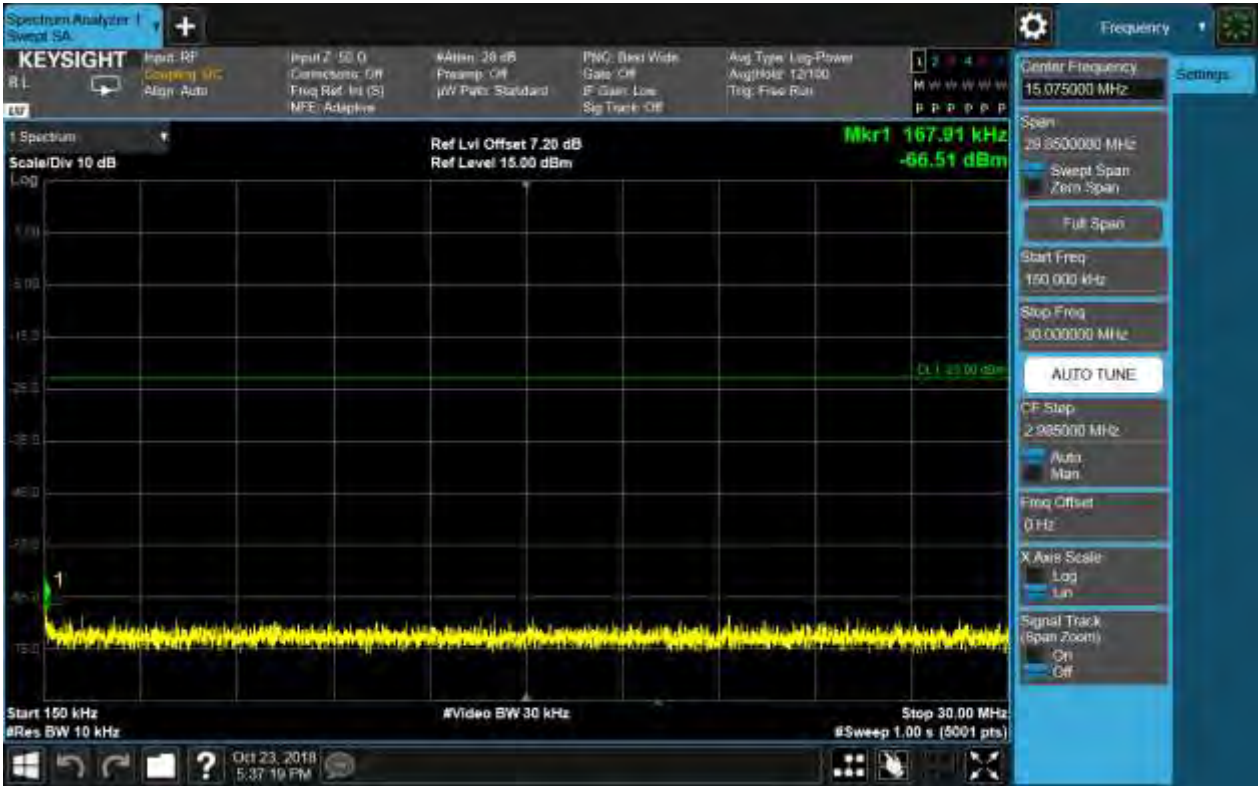 Spectrum Analyzer 1
Swept SA
Frequency
KEYSIGHT
R L
Input: RF
Coupling: DC
Align: Auto
Input Z: 50 Ω
Corrections: Off
Freq Ref: Int (S)
NFE: Adaptive
#Atten: 28 dB
Preamp: Off
µW Path: Standard
PNO: Best Wide
Gate: Off
IF Gain: Low
Sig Track: Off
Avg Type: Log-Power
Avg|Hold: 12/100
Trig: Free Run
M W W W W W
P P P P P P
1 Spectrum
Scale/Div 10 dB
Log
Ref Lvl Offset 7.20 dB
Ref Level 15.00 dBm
Mkr1 167.91 kHz
-66.51 dBm
1
Start 150 kHz
#Res BW 10 kHz
#Video BW 30 kHz
Stop 30.00 MHz
#Sweep 1.00 s (5001 pts)
Oct 23, 2018
5:37:19 PM
Center Frequency
15.075000 MHz
Settings
Span
29.8500000 MHz
Swept Span
Zero Span
Full Span
Start Freq
150.000 kHz
Stop Freq
30.000000 MHz
AUTO TUNE
CF Step
2.985000 MHz
Auto
Man
Freq Offset
0 Hz
X Axis Scale
Log
Lin
Signal Track
(Span Zoom)
On
Off